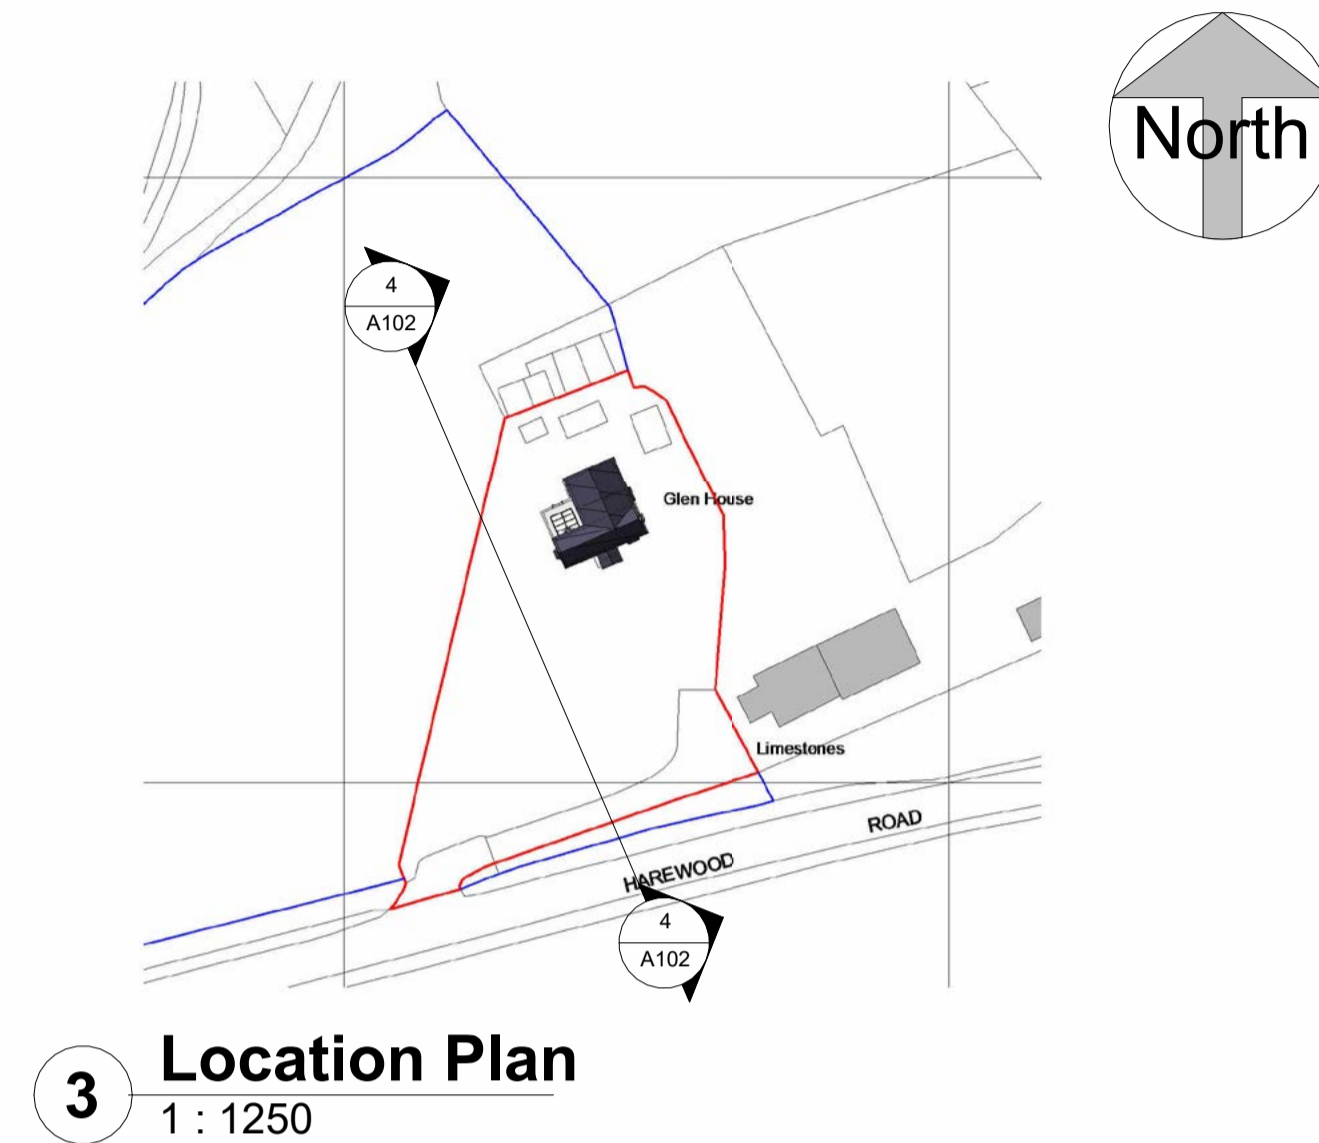 North
4
A102
Glen House
Limestones
HAREWOOD ROAD
4
A102
3
Location Plan
1 : 1250